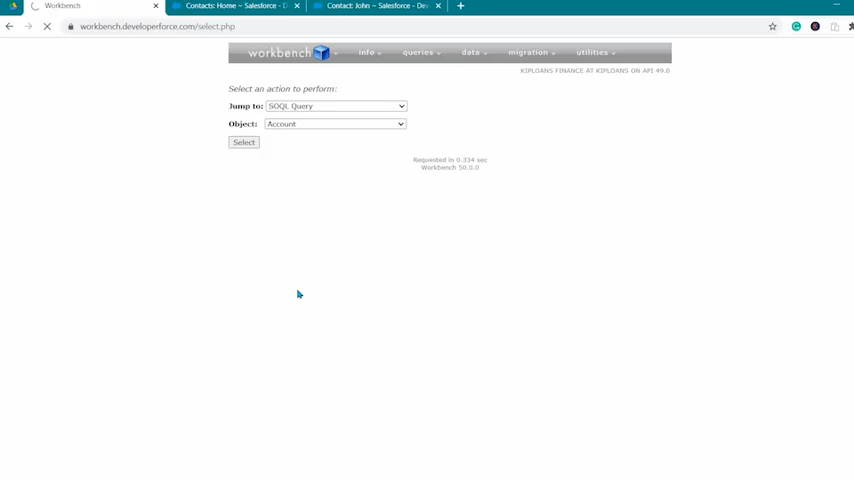 Workbench
Contacts: Home ~ Salesforce - D
Contact: John ~ Salesforce - Dev
workbench.developerforce.com/select.php
workbench info queries data migration utilities
KIPLOANS FINANCE AT KIPLOANS ON API 49.0
Select an action to perform:
Jump to: SOQL Query
Object: Account
Select
Requested in 0.334 sec
Workbench 50.0.0